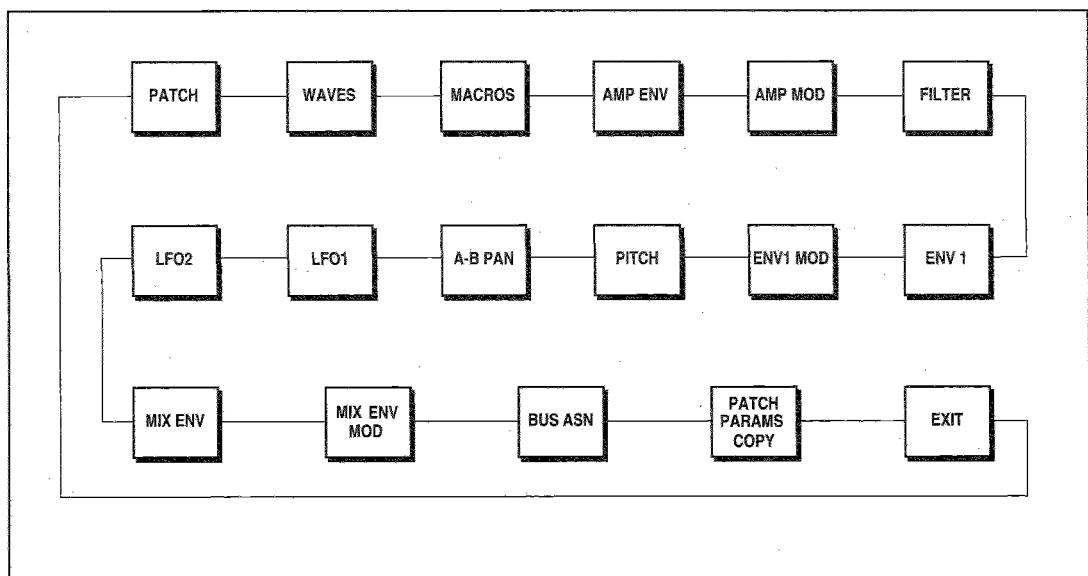 PATCH
WAVES
MACROS
AMP ENV
AMP MOD
FILTER
LFO2
LFO1
A-B PAN
PITCH
ENV1 MOD
ENV 1
MIX ENV
MIX ENV
MOD
BUS ASN
PATCH
PARAMS
COPY
EXIT